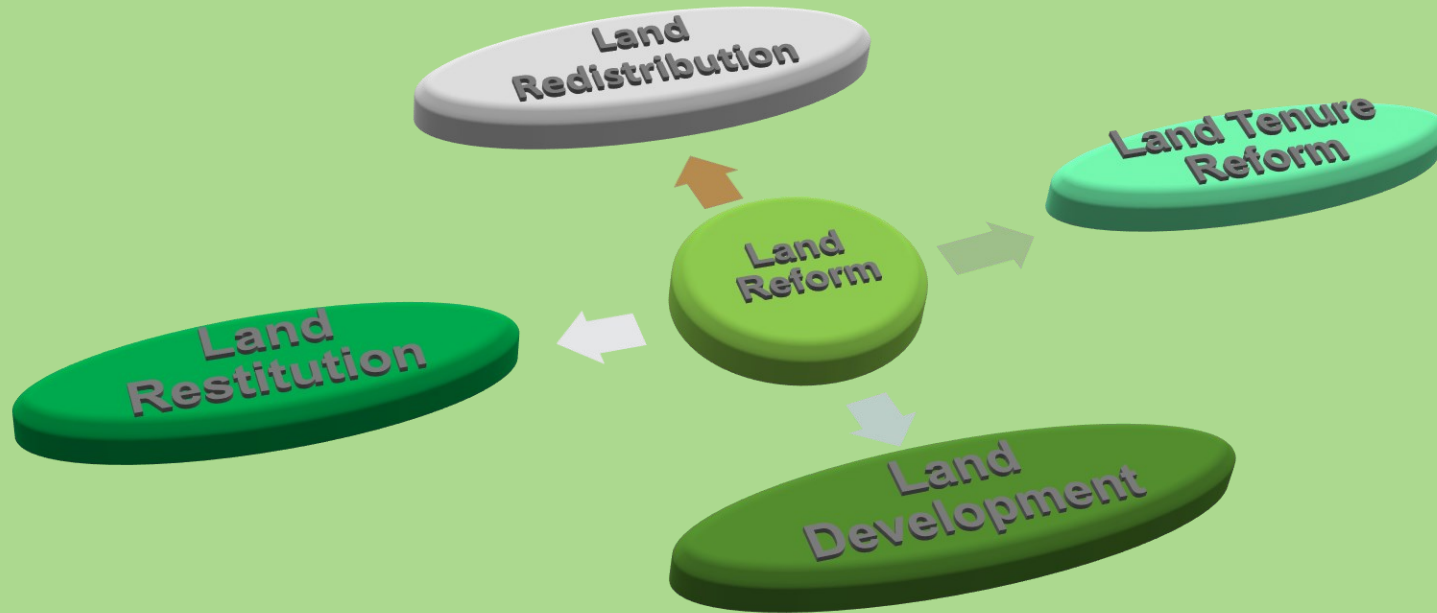 Land
Redistribution
Land Tenure
Reform
Land
Reform
Land
Restitution
Land
Development